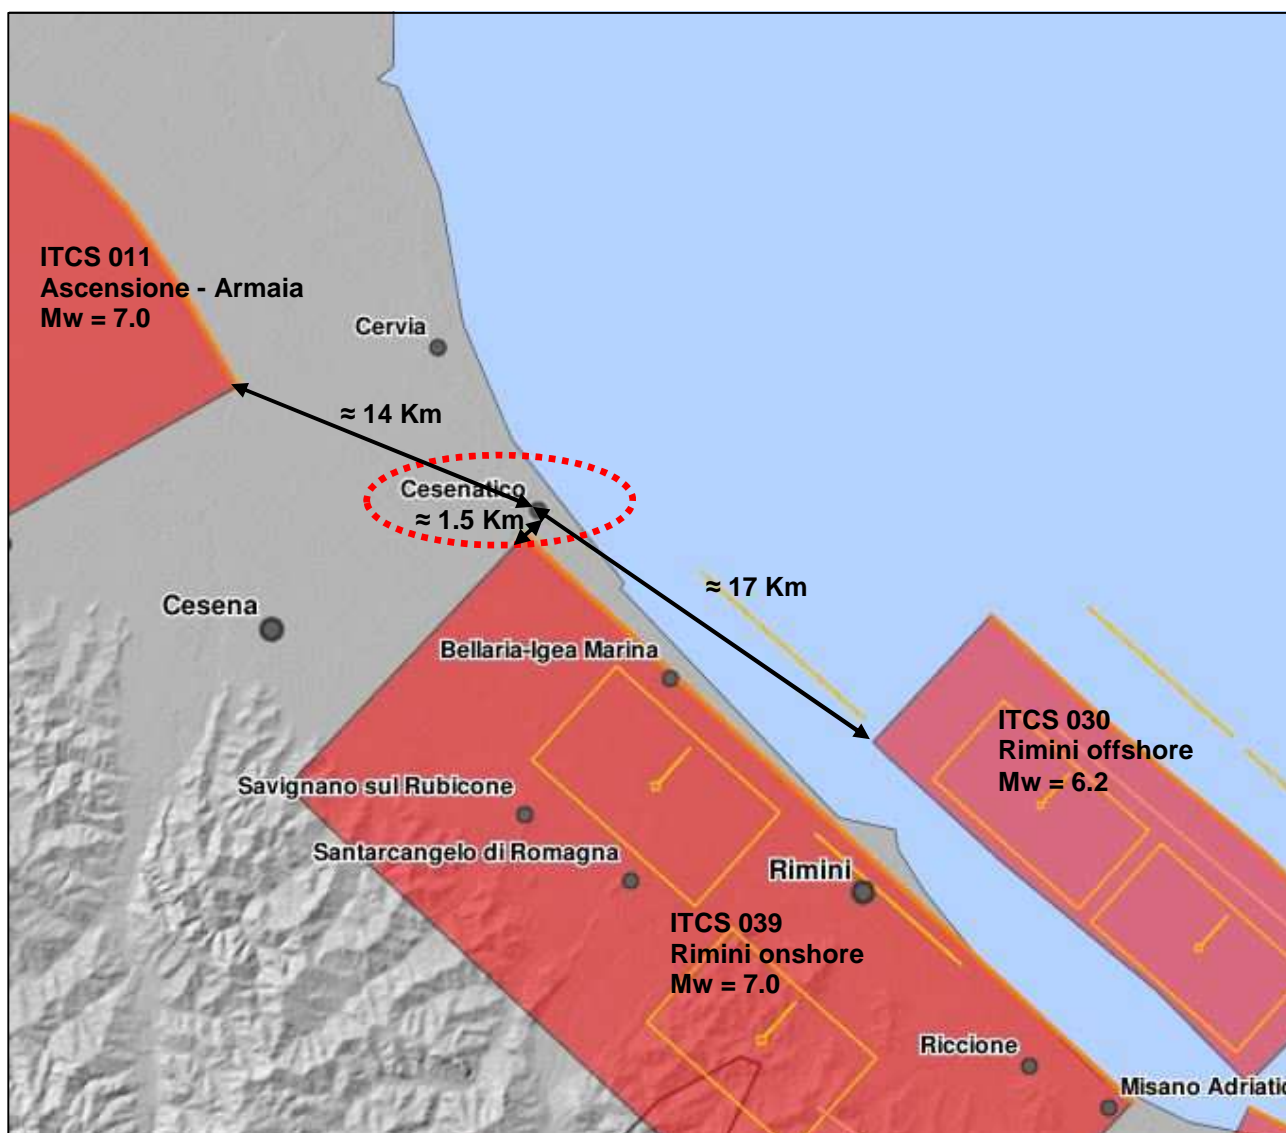 ITCS 011
Ascensione - Armaia
Mw = 7.0
Cervia
≈ 14 Km
Cesenatico
≈ 1.5 Km
≈ 17 Km
Cesena
Bellaria-Igea Marina
ITCS 030
Rimini offshore
Mw = 6.2
Savignano sul Rubicone
Santarcangelo di Romagna
Rimini
ITCS 039
Rimini onshore
Mw = 7.0
Riccione
Misano Adriatic